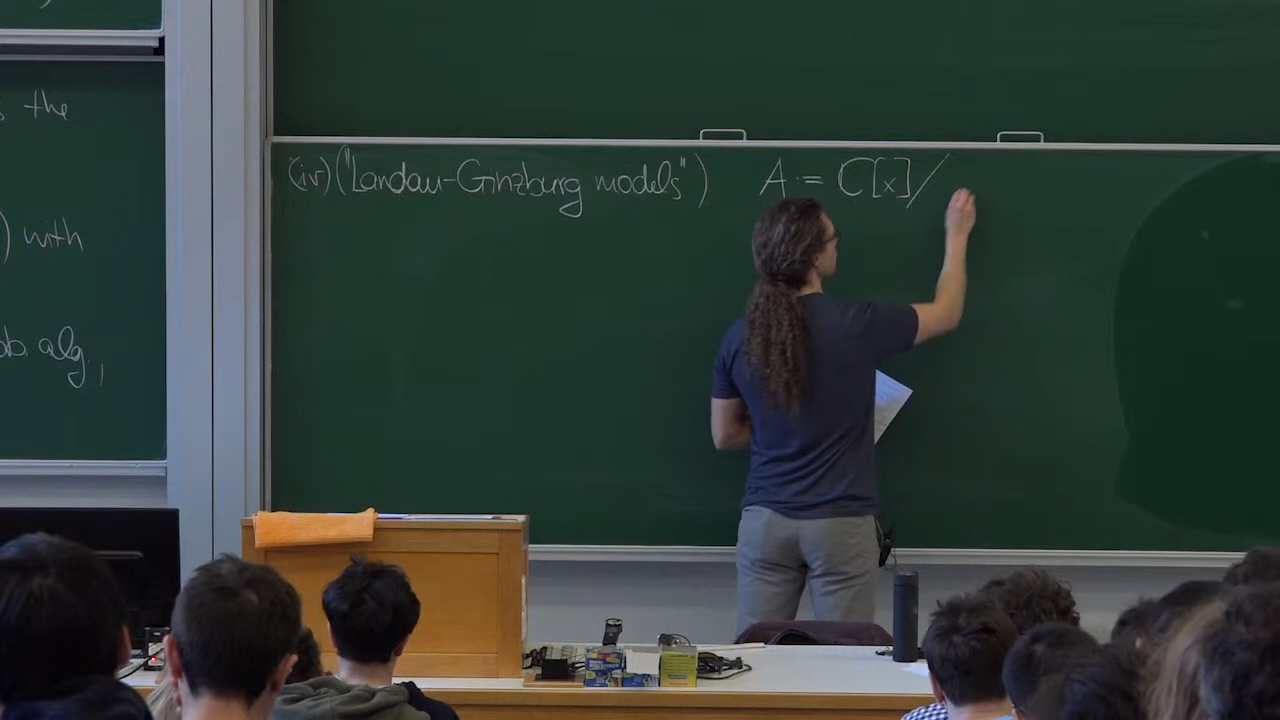 the
) with
ob. alg,
(iv) ("Landau-Ginzburg models") A := C[x]/